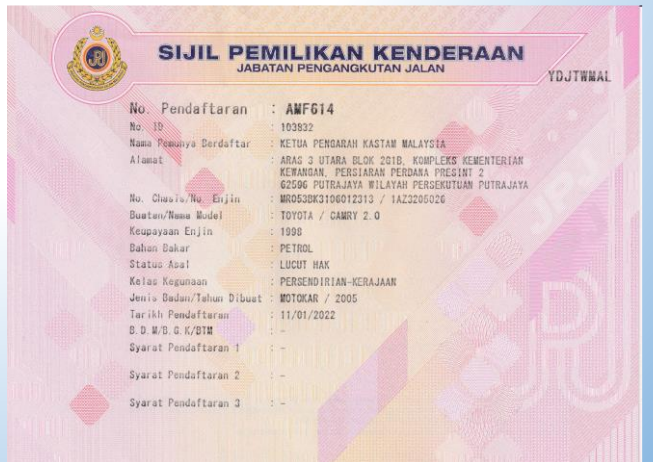 SIJIL PEMILIKAN KENDERAAN
JABATAN PENGANGKUTAN JALAN
YDJTWMAL
No. Pendaftaran : AMF614
No. ID : 103832
Nama Pemunya Berdaftar : KETUA PENGARAH KASTAM MALAYSIA
Alamat : ARAS 3 UTARA BLOK 2G1B, KOMPLEKS KEMENTERIAN
KEWANGAN, PERSIARAN PERDANA PRESINT 2
62596 PUTRAJAYA WILAYAH PERSEKUTUAN PUTRAJAYA
No. Chasis/No. Enjin : MR053BK3106012313 / 1AZ3205026
Buatan/Nama Model : TOYOTA / CAMRY 2.0
Keupayaan Enjin : 1998
Bahan Bakar : PETROL
Status Asal : LUCUT HAK
Kelas Kegunaan : PERSENDIRIAN-KERAJAAN
Jenis Badan/Tahun Dibuat : MOTOKAR / 2005
Tarikh Pendaftaran : 11/01/2022
B.D.M/B.G.K/BTM : -
Syarat Pendaftaran 1 : -
Syarat Pendaftaran 2 : -
Syarat Pendaftaran 3 : -
JPJ